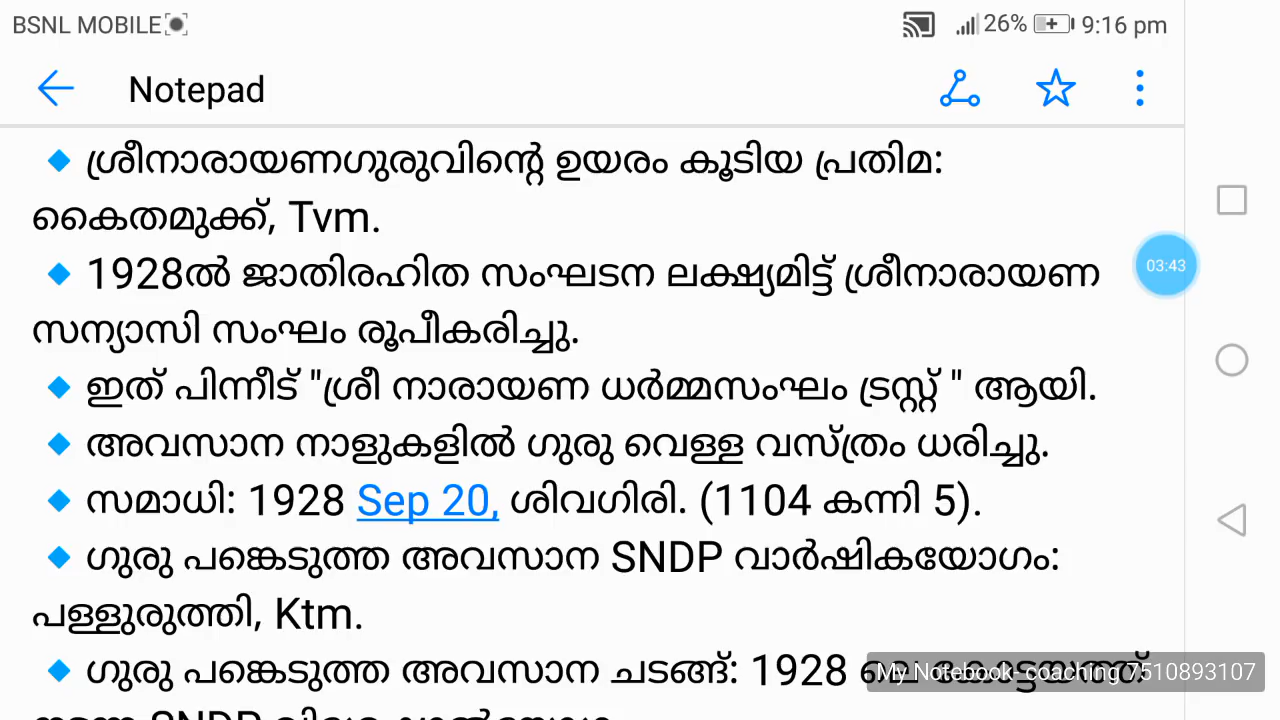 BSNL MOBILE 26% 9:16 pm
Notepad
🔹 ശ്രീനാരായണഗുരുവിന്റെ ഉയരം കൂടിയ പ്രതിമ:
കൈതമുക്ക്, Tvm.
🔹 1928ൽ ജാതിരഹിത സംഘടന ലക്ഷ്യമിട്ട് ശ്രീനാരായണ
03:43
സന്യാസി സംഘം രൂപീകരിച്ചു.
🔹 ഇത് പിന്നീട് "ശ്രീ നാരായണ ധർമ്മസംഘം ട്രസ്റ്റ് " ആയി.
🔹 അവസാന നാളുകളിൽ ഗുരു വെള്ള വസ്ത്രം ധരിച്ചു.
🔹 സമാധി: 1928 Sep 20, ശിവഗിരി. (1104 കന്നി 5).
🔹 ഗുരു പങ്കെടുത്ത അവസാന SNDP വാർഷികയോഗം:
പള്ളുരുത്തി, Ktm.
🔹 ഗുരു പങ്കെടുത്ത അവസാന ചടങ്ങ്: 1928 ലെ കോട്ടയത്ത്
My Notebook- coaching 7510893107
SNDP